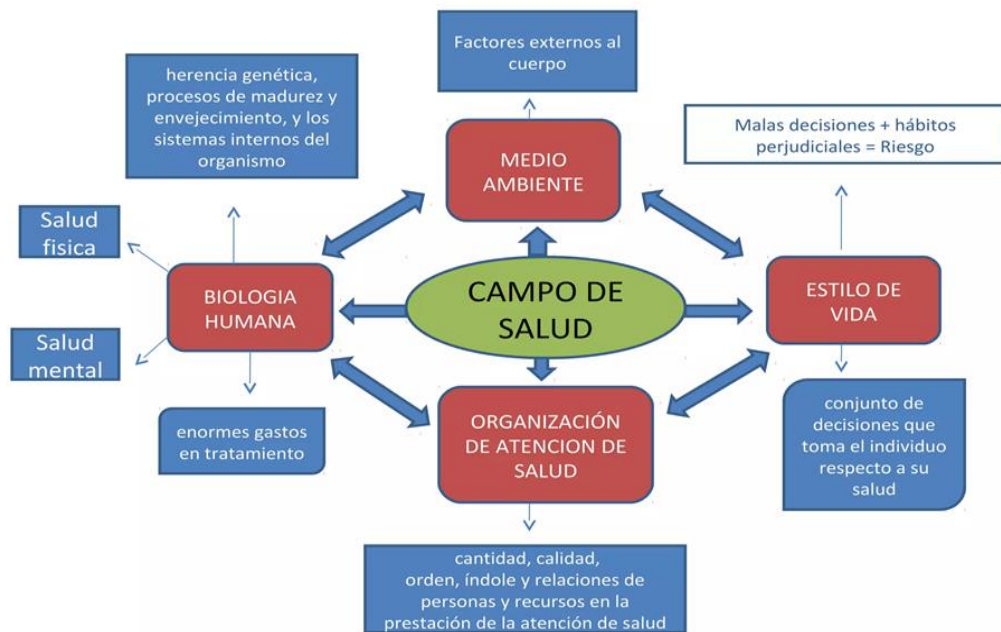 Factores externos al
cuerpo
herencia genética,
procesos de madurez y
envejecimiento, y los
sistemas internos del
organismo
MEDIO
AMBIENTE
Malas decisiones + hábitos
perjudiciales = Riesgo
Salud
fisica
BIOLOGIA
HUMANA
CAMPO DE
SALUD
ESTILO DE
VIDA
Salud
mental
enormes gastos
en tratamiento
ORGANIZACIÓN
DE ATENCION DE
SALUD
conjunto de
decisiones que
toma el individuo
respecto a su
salud
cantidad, calidad,
orden, índole y relaciones de
personas y recursos en la
prestación de la atención de salud